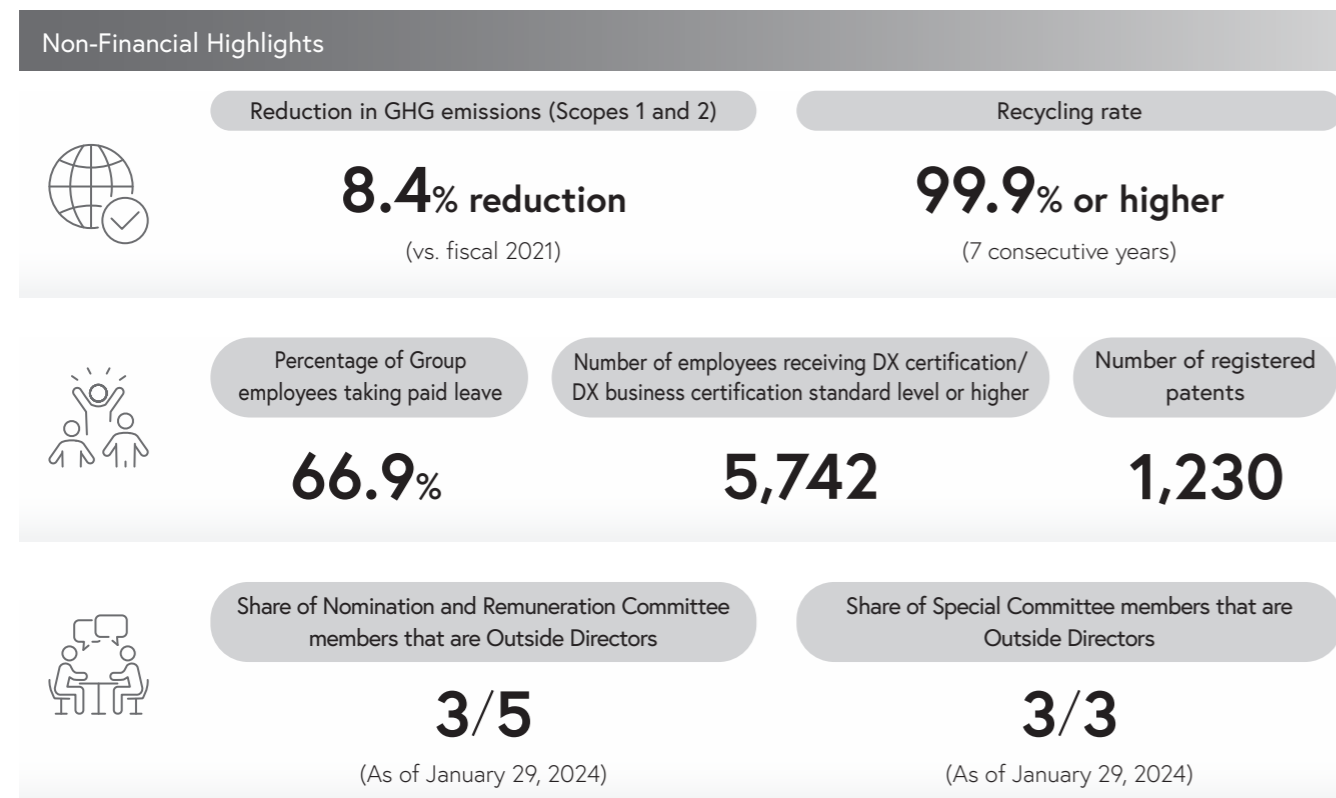 Non-Financial Highlights
Reduction in GHG emissions (Scopes 1 and 2)
8.4% reduction
(vs. fiscal 2021)
Recycling rate
99.9% or higher
(7 consecutive years)
Percentage of Group
employees taking paid leave
66.9%
Number of employees receiving DX certification/
DX business certification standard level or higher
5,742
Number of registered
patents
1,230
Share of Nomination and Remuneration Committee
members that are Outside Directors
3/5
(As of January 29, 2024)
Share of Special Committee members that are
Outside Directors
3/3
(As of January 29, 2024)